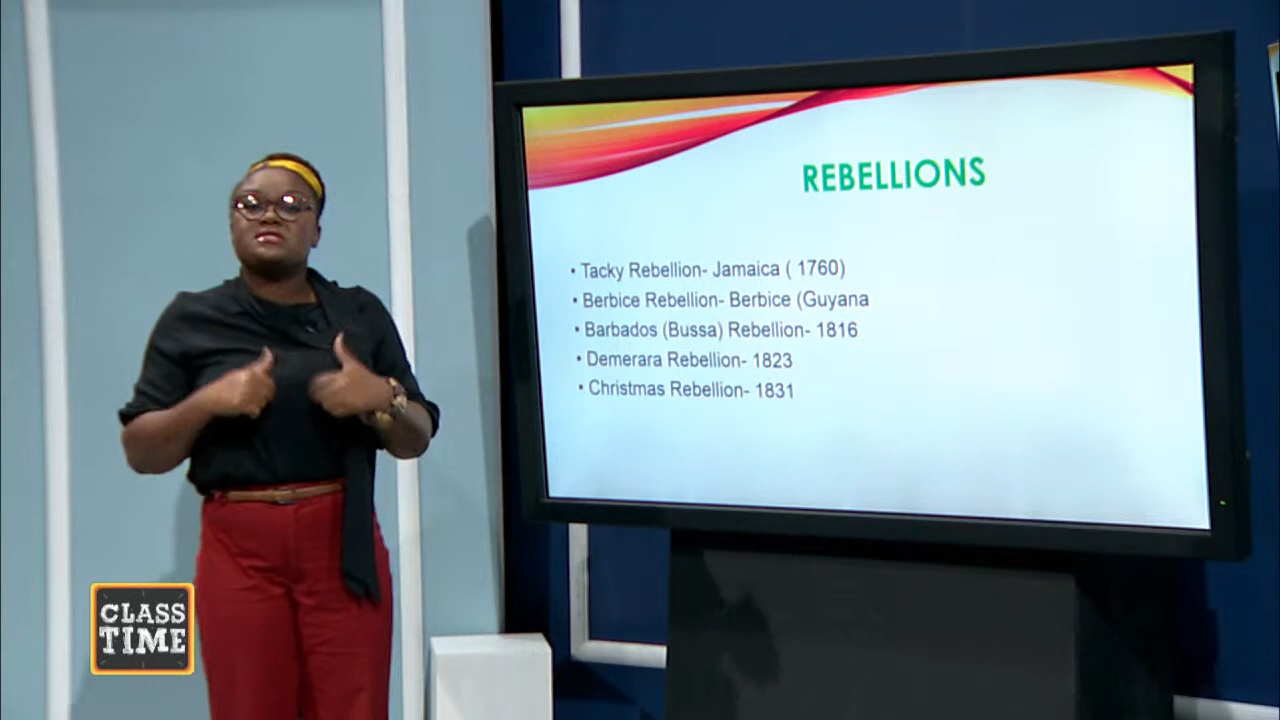 REBELLIONS
• Tacky Rebellion- Jamaica ( 1760)
• Berbice Rebellion- Berbice (Guyana
• Barbados (Bussa) Rebellion- 1816
• Demerara Rebellion- 1823
• Christmas Rebellion- 1831
CLASS
TIME